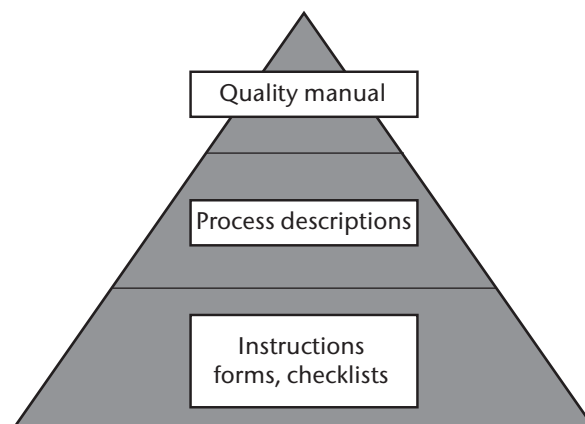 Quality manual
Process descriptions
Instructions
forms, checklists